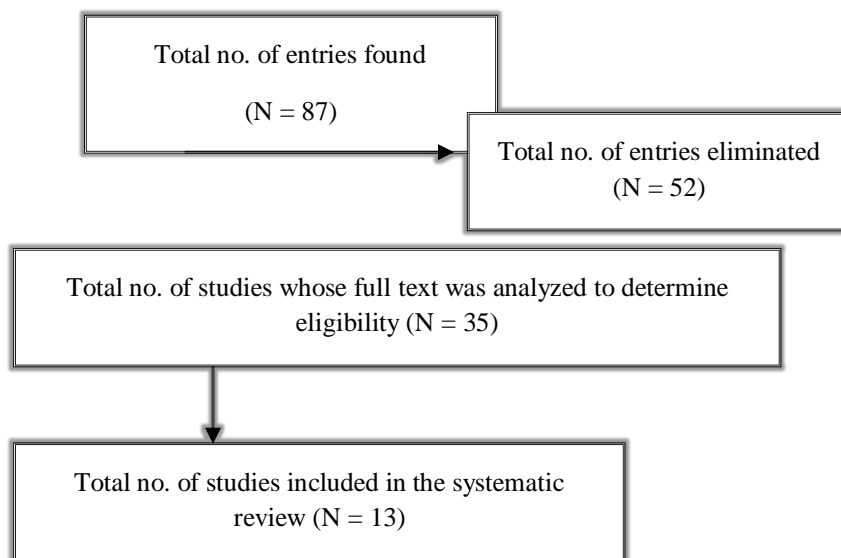 Total no. of entries found
(N = 87)
Total no. of entries eliminated
(N = 52)
Total no. of studies whose full text was analyzed to determine
eligibility (N = 35)
Total no. of studies included in the systematic
review (N = 13)